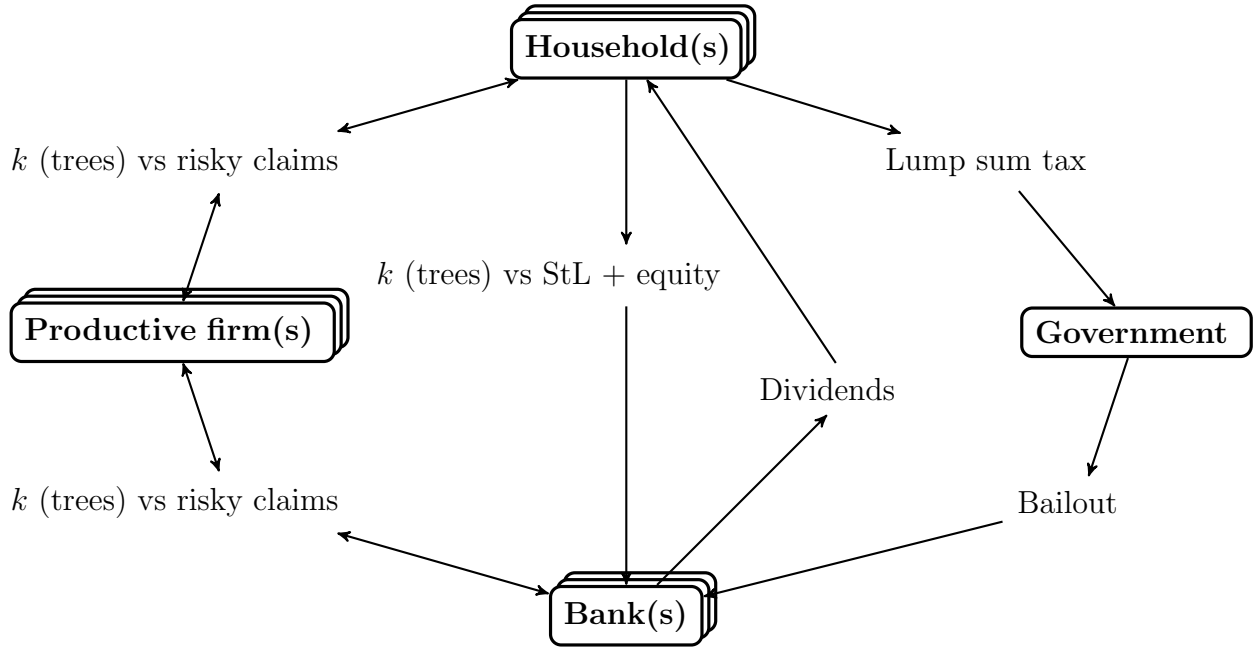 Household(s)
k (trees) vs risky claims
Lump sum tax
k (trees) vs StL + equity
Productive firm(s)
Government
Dividends
k (trees) vs risky claims
Bailout
Bank(s)